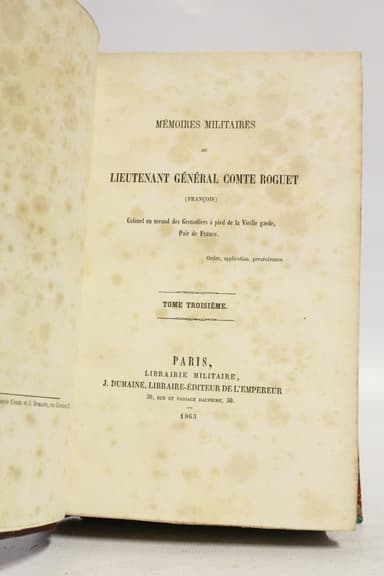 MÉMOIRES MILITAIRES
DU
LIEUTENANT GÉNÉRAL COMTE ROGUET
(FRANÇOIS)
Colonel en second des Grenadiers à pied de la Vieille garde,
Pair de France.
Ordre, application, persévérance
TOME TROISIÈME.
PARIS,
LIBRAIRIE MILITAIRE,
J. DUMAINE, LIBRAIRE-ÉDITEUR DE L'EMPEREUR
30, RUE ET PASSAGE DAUPHINE, 30.
1865